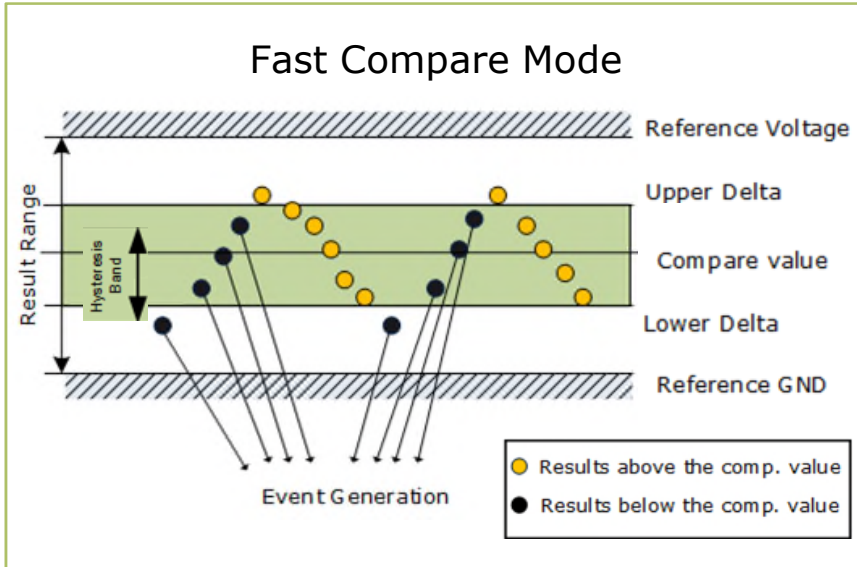 Fast Compare Mode
Reference Voltage
Upper Delta
Result Range
Hysteresis
Band
Compare value
Lower Delta
Reference GND
Event Generation
Results above the comp. value
Results below the comp. value